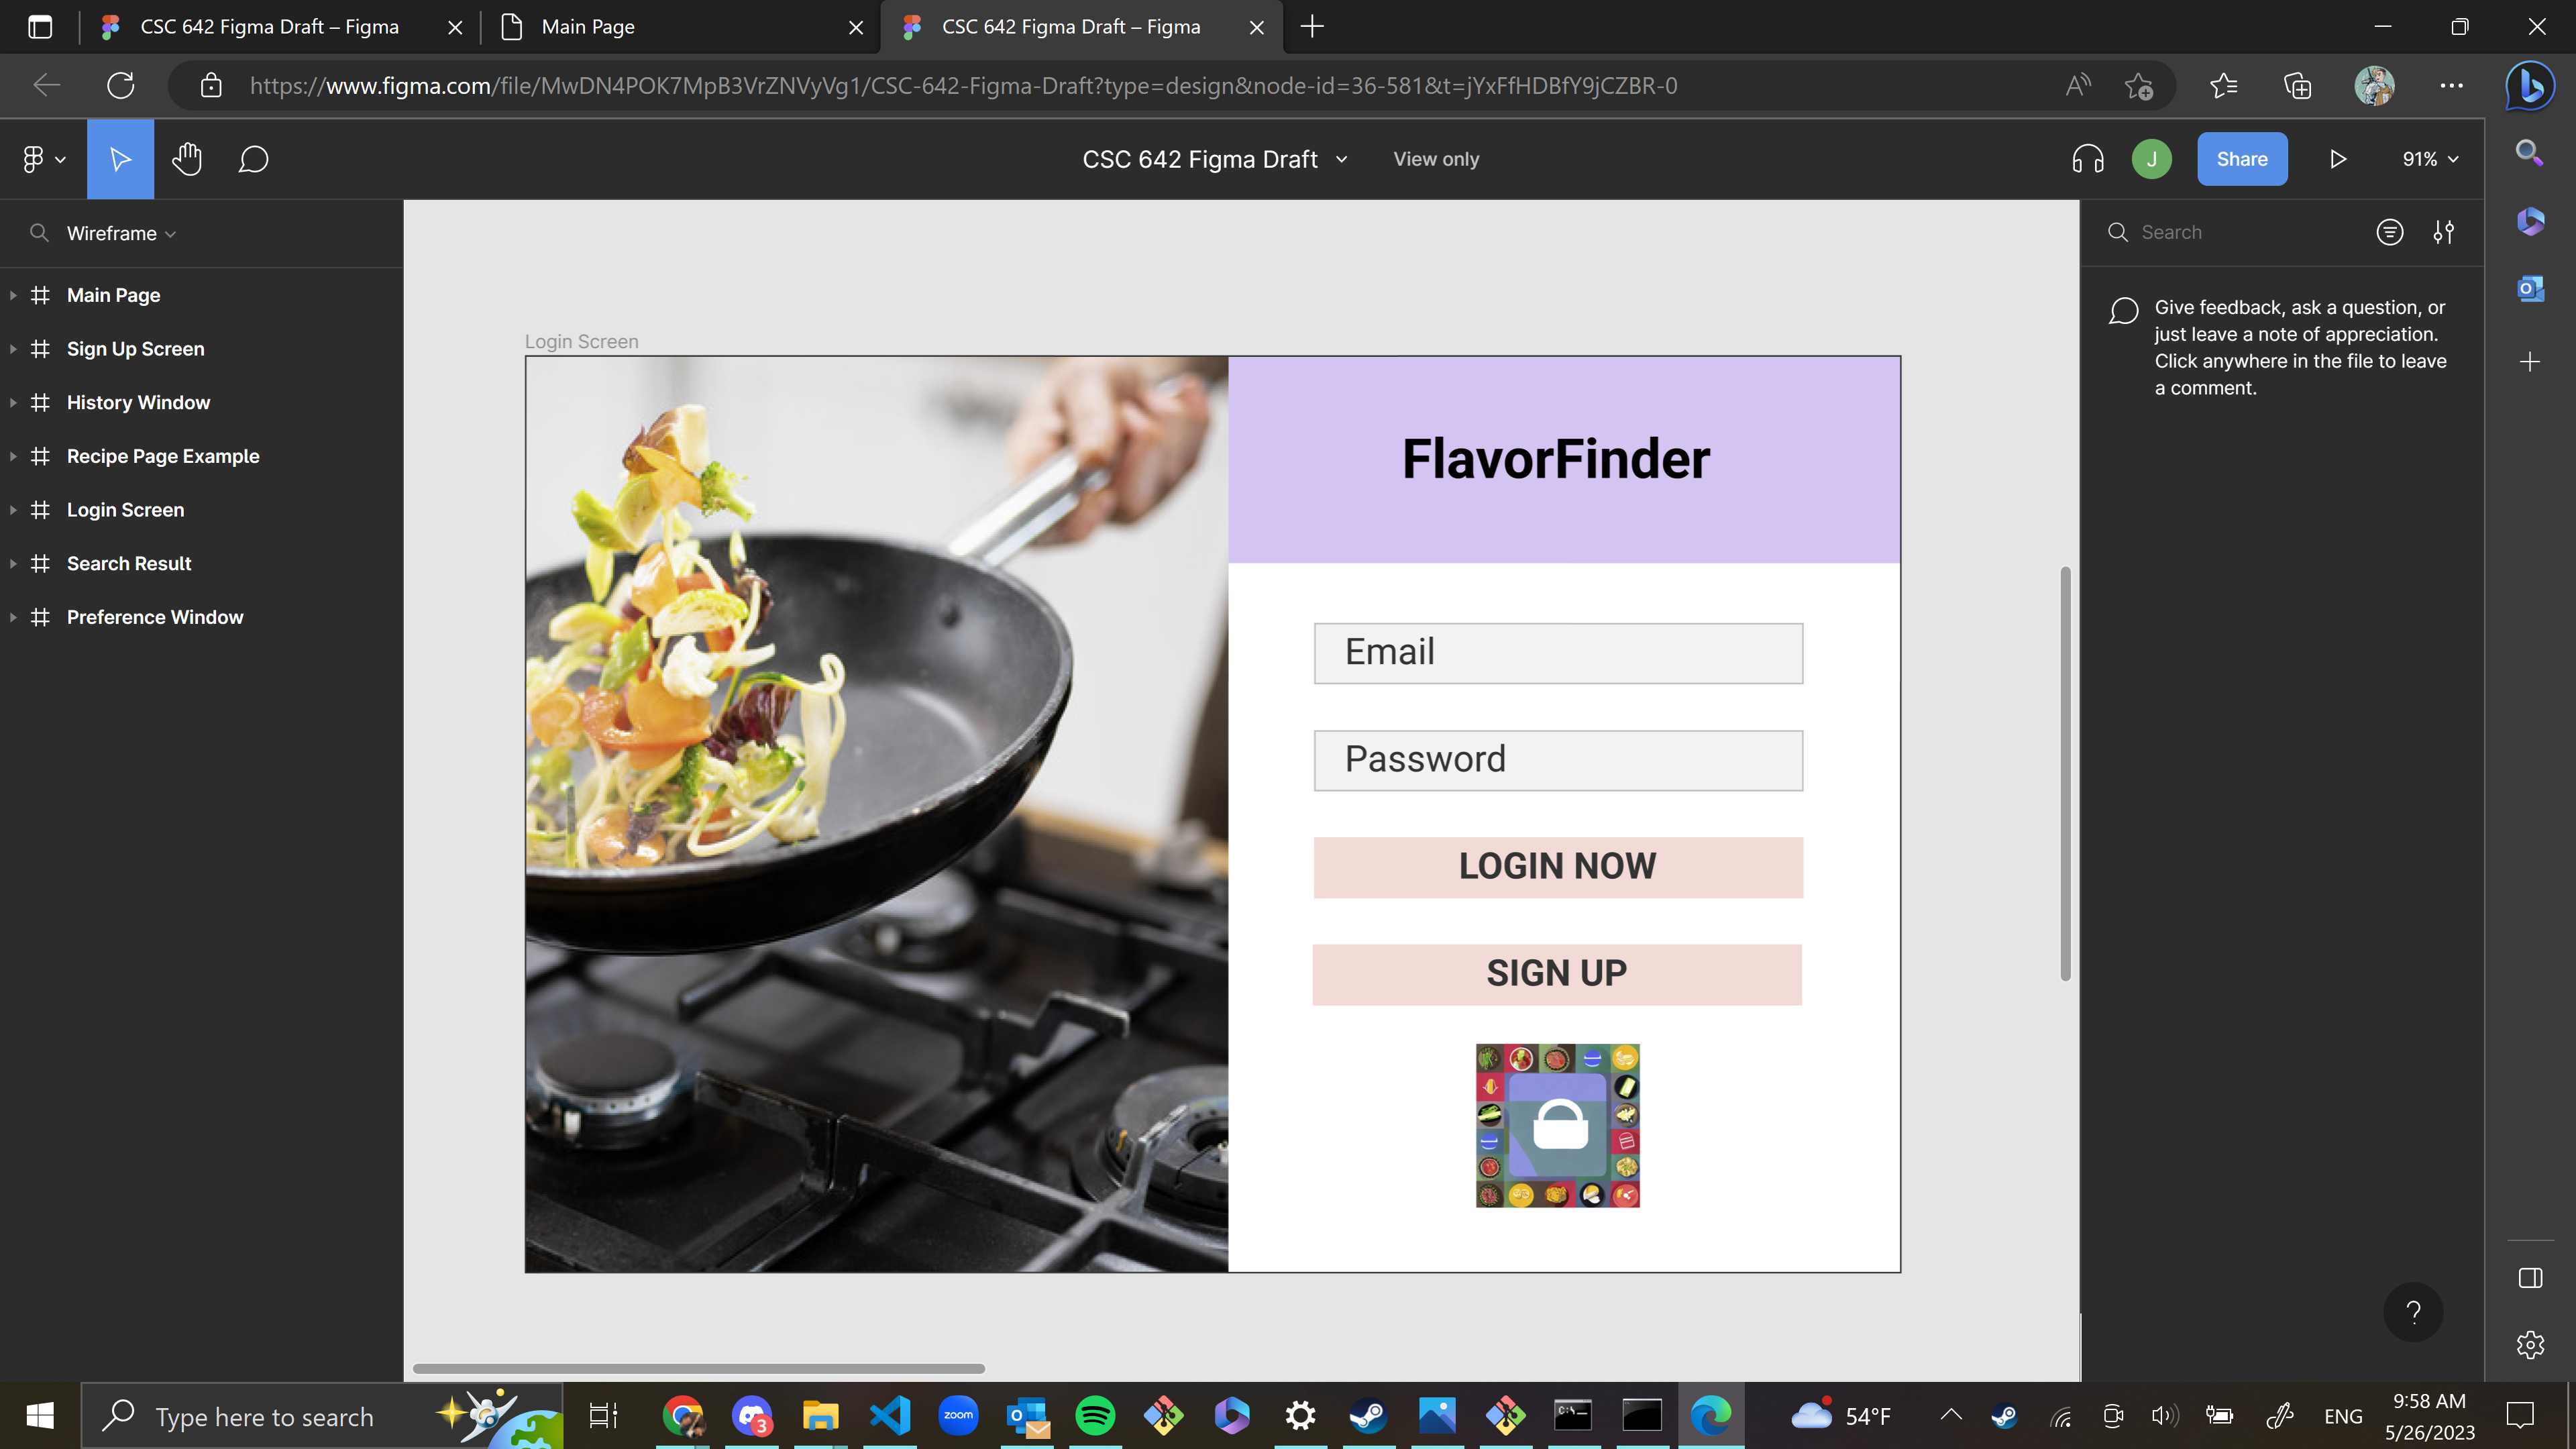 CSC 642 Figma Draft – Figma
Main Page
CSC 642 Figma Draft – Figma
https://www.figma.com/file/MwDN4POK7MpB3VrZNVyVg1/CSC-642-Figma-Draft?type=design&node-id=36-581&t=jYxFfHDBfY9jCZBR-0
CSC 642 Figma Draft
View only
J
Share
91%
Wireframe
Main Page
Sign Up Screen
History Window
Recipe Page Example
Login Screen
Search Result
Preference Window
Login Screen
FlavorFinder
Email
Password
LOGIN NOW
SIGN UP
Search
Give feedback, ask a question, or
just leave a note of appreciation.
Click anywhere in the file to leave
a comment.
?
Type here to search
3
zoom
54°F
ENG
9:58 AM
5/26/2023